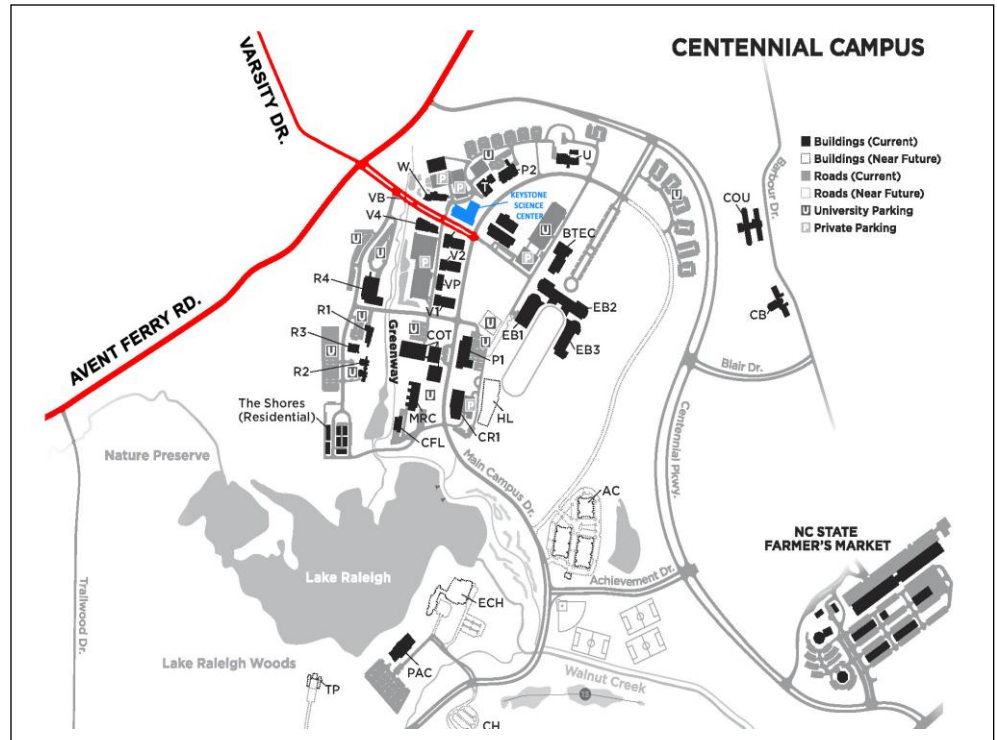 CENTENNIAL CAMPUS
VARSITY DR.
AVENT FERRY RD.
Buildings (Current)
Buildings (Near Future)
Roads (Current)
Roads (Near Future)
U University Parking
P Private Parking
Barbour Dr.
COU
CB
Blair Dr.
W
U
P
P
U
T
P2
U
KEYSTONE
SCIENCE
CENTER
VB
V4
U
U
U
P
V2
VP
V1
P
BTEC
EB2
EB1
EB3
R4
R1
U
R3
U
R2
U
Greenway
U
COT
U
U
P1
U
P
HL
MRC
CFL
CR1
The Shores
(Residential)
Nature Preserve
Main Campus Dr.
Centennial Pkwy.
AC
Achievement Dr.
NC STATE
FARMER'S MARKET
Lake Raleigh
ECH
PAC
Trailwood Dr.
Lake Raleigh Woods
TP
CH
Walnut Creek